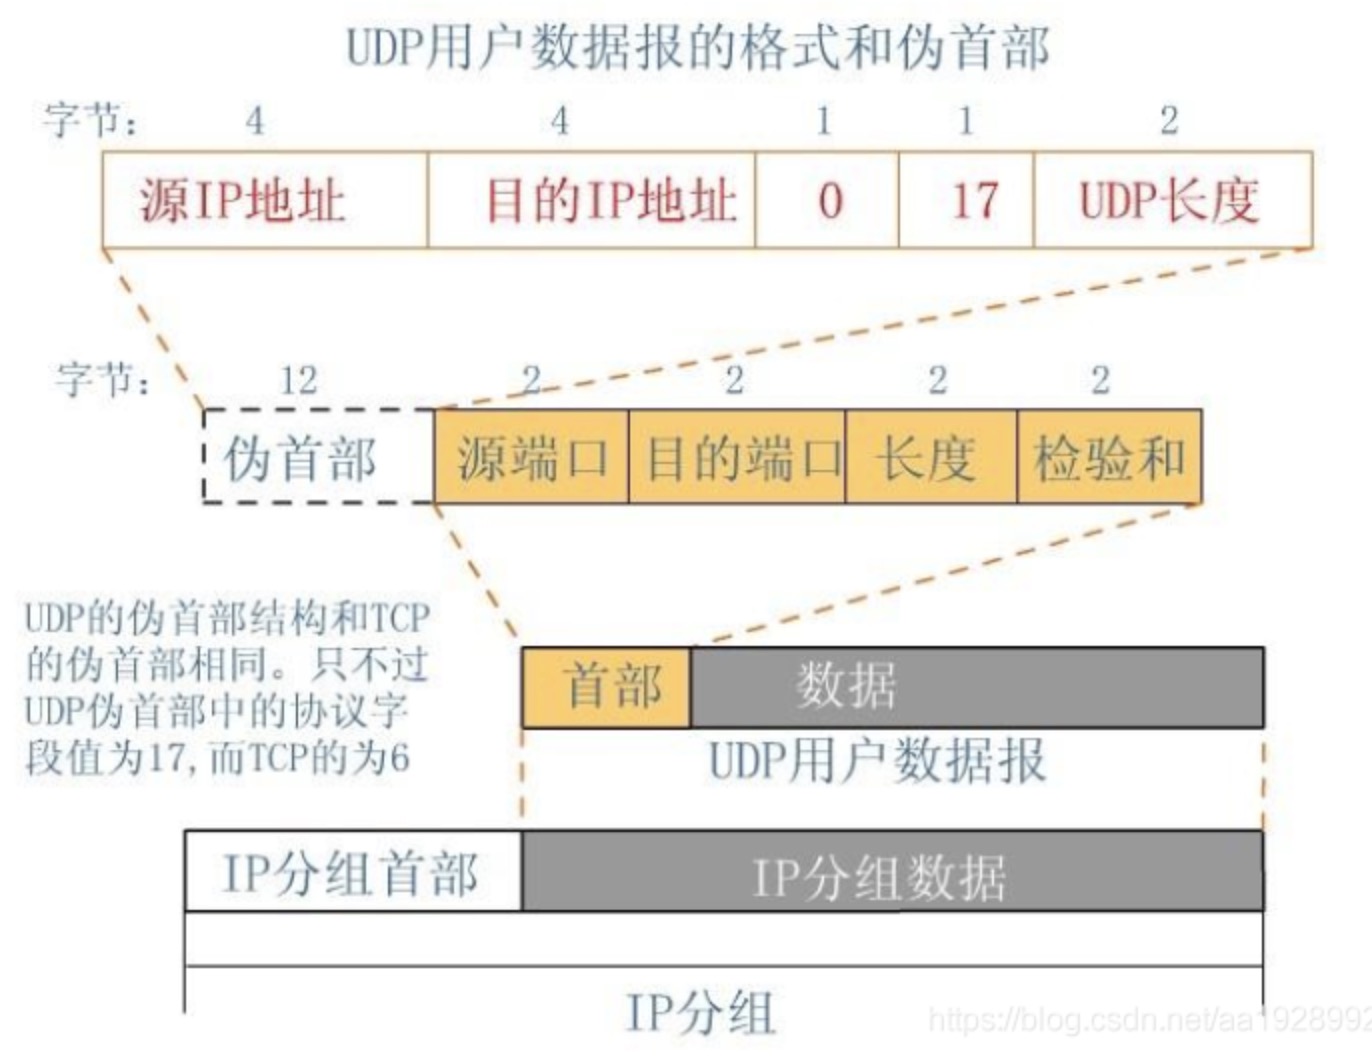 UDP用户数据报的格式和伪首部
字节: 4 4 1 1 2
源IP地址 目的IP地址 0 17 UDP长度
字节: 12 2 2 2 2
伪首部 源端口 目的端口 长度 检验和
UDP的伪首部结构和TCP
的伪首部相同。只不过
UDP伪首部中的协议字
段值为17,而TCP的为6
首部 数据
UDP用户数据报
IP分组首部 IP分组数据
IP分组
https://blog.csdn.net/aa1928992